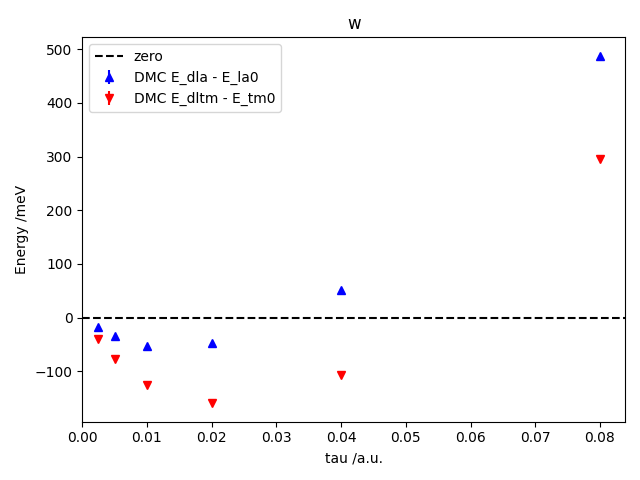 w
zero
DMC E_dla - E_la0
DMC E_dltm - E_tm0
Energy /meV
500
400
300
200
100
0
−100
0.00 0.01 0.02 0.03 0.04 0.05 0.06 0.07 0.08
tau /a.u.